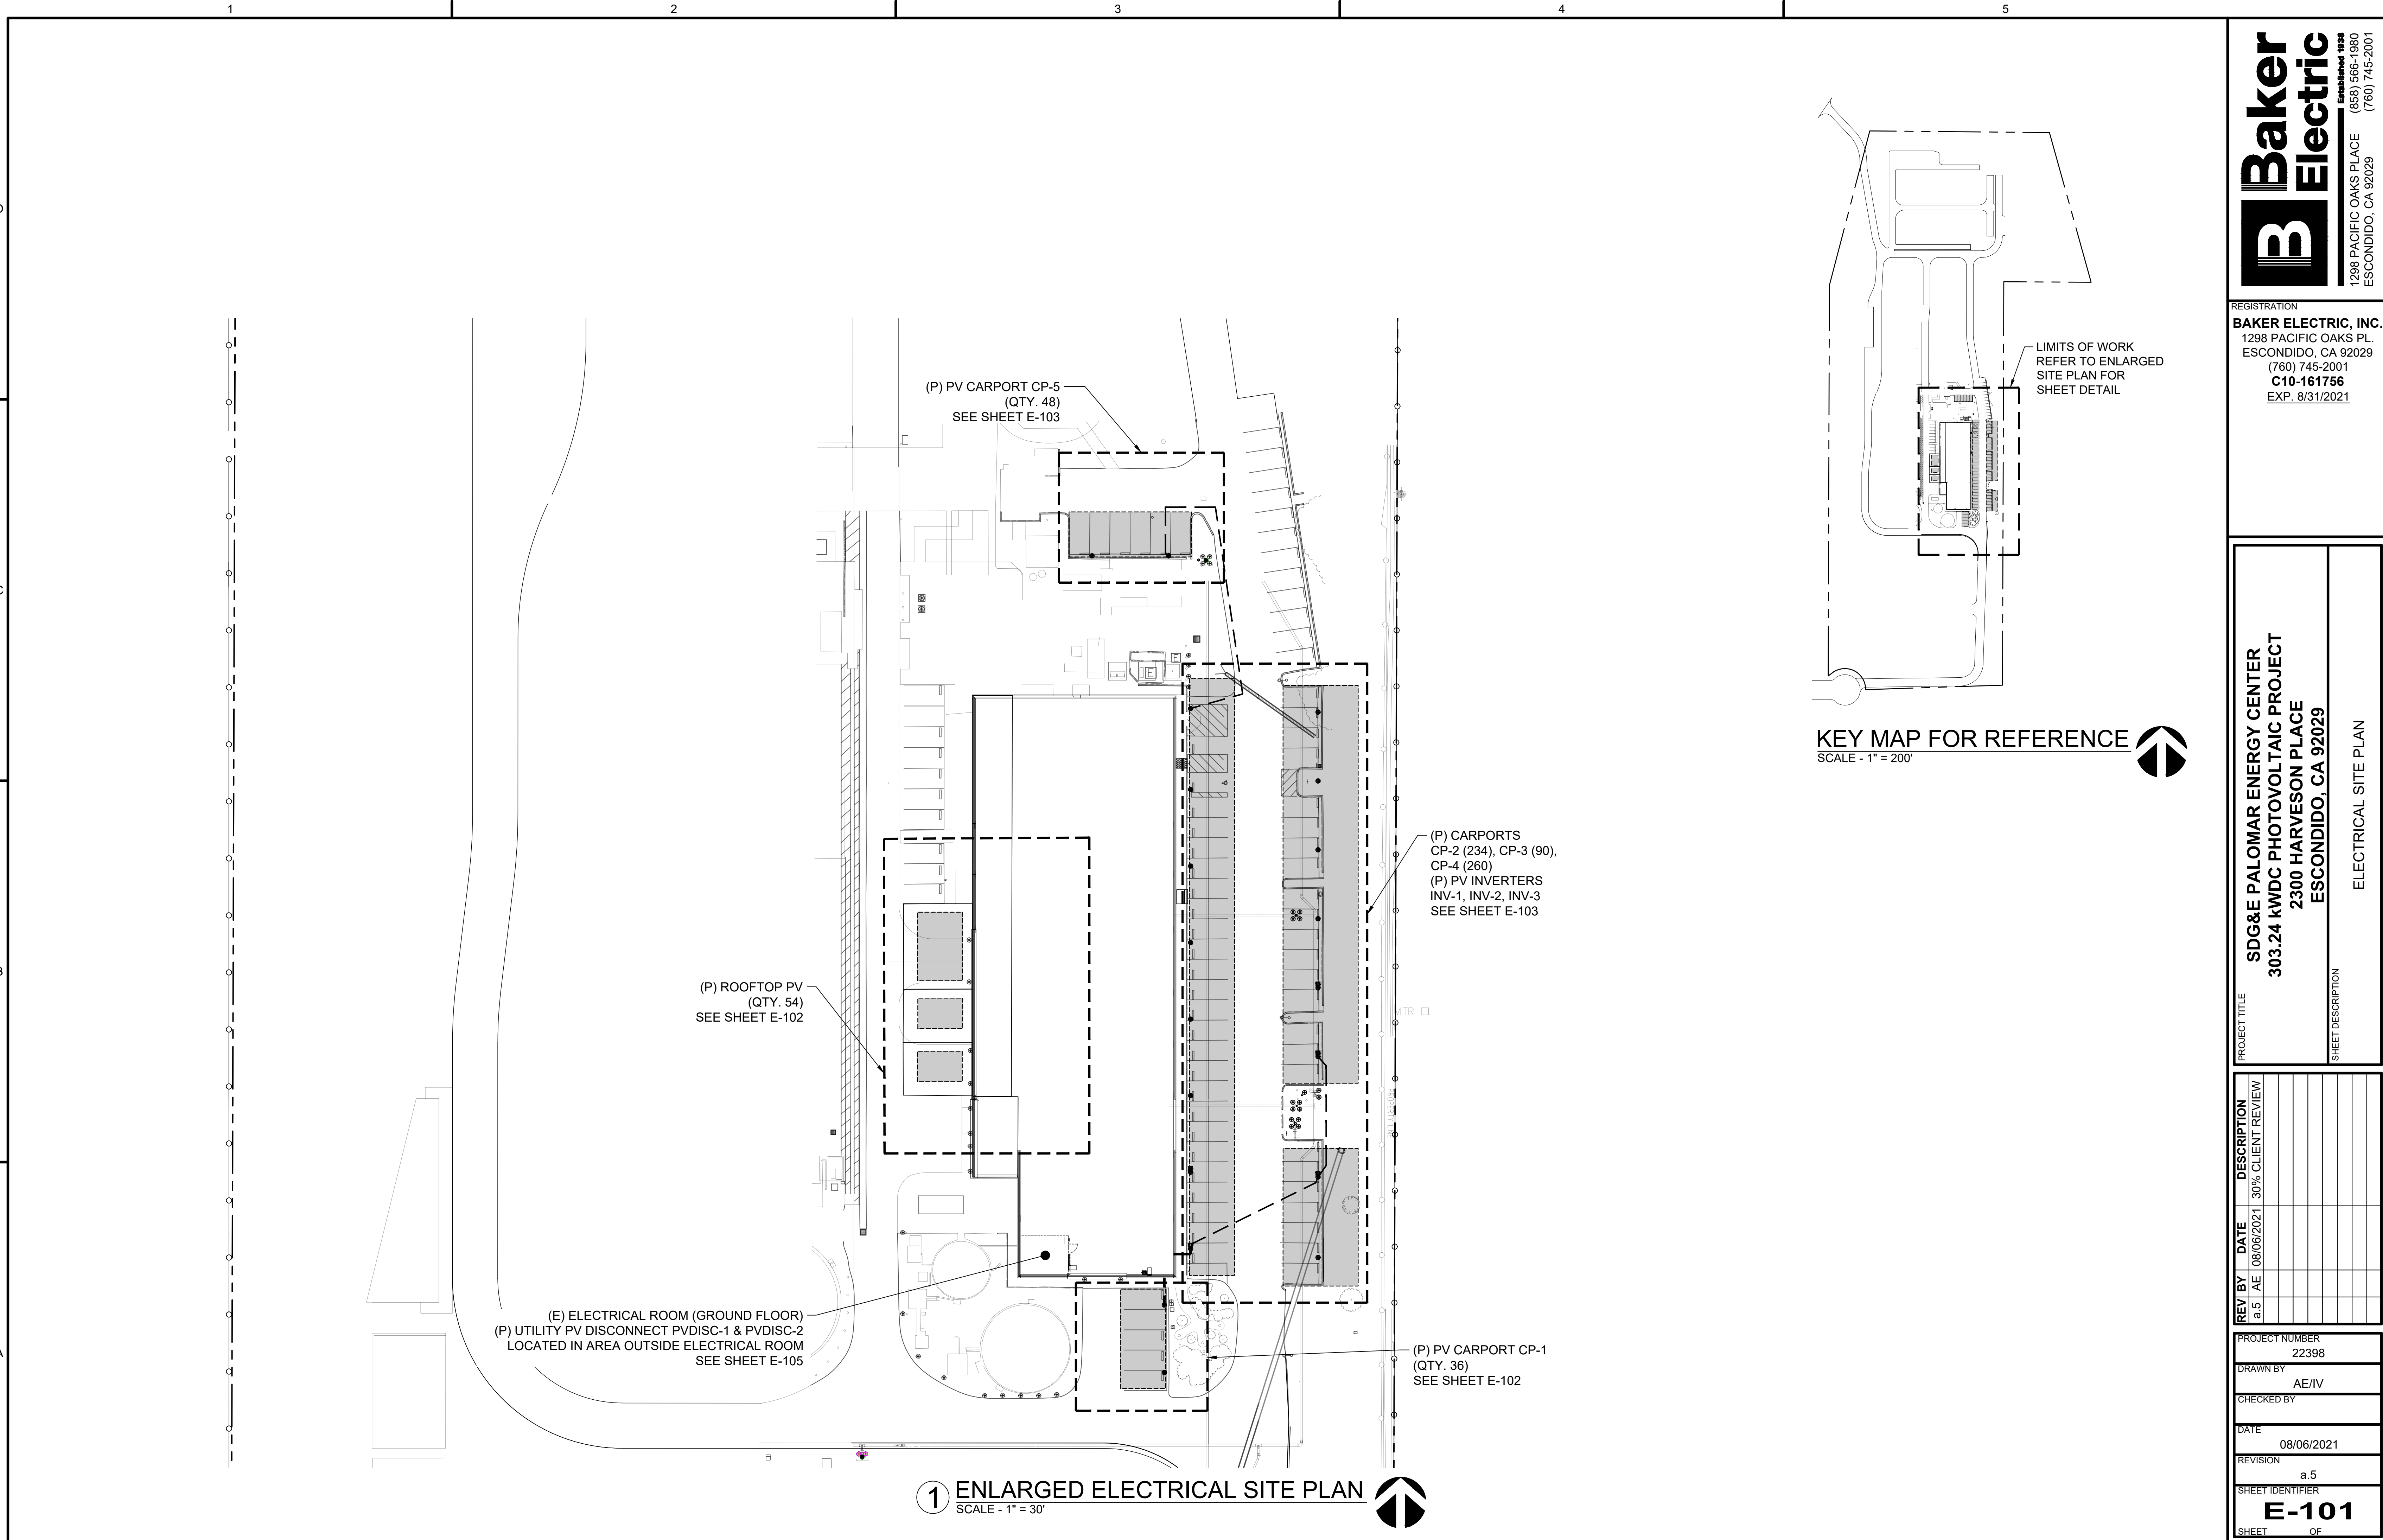 1
2
3
4
5
(P) PV CARPORT CP-5
(QTY. 48)
SEE SHEET E-103
(P) CARPORTS
CP-2 (234), CP-3 (90),
CP-4 (260)
(P) PV INVERTERS
INV-1, INV-2, INV-3
SEE SHEET E-103
(P) ROOFTOP PV
(QTY. 54)
SEE SHEET E-102
MTR
(E) ELECTRICAL ROOM (GROUND FLOOR)
(P) UTILITY PV DISCONNECT PVDISC-1 & PVDISC-2
LOCATED IN AREA OUTSIDE ELECTRICAL ROOM
SEE SHEET E-105
(P) PV CARPORT CP-1
(QTY. 36)
SEE SHEET E-102
1
ENLARGED ELECTRICAL SITE PLAN
SCALE - 1" = 30'
LIMITS OF WORK
REFER TO ENLARGED
SITE PLAN FOR
SHEET DETAIL
KEY MAP FOR REFERENCE
SCALE - 1" = 200'
B
Baker
Electric
Established 1938
1298 PACIFIC OAKS PLACE (858) 566-1980
ESCONDIDO, CA 92029 (760) 745-2001
REGISTRATION
BAKER ELECTRIC, INC.
1298 PACIFIC OAKS PL.
ESCONDIDO, CA 92029
(760) 745-2001
C10-161756
EXP. 8/31/2021
PROJECT TITLE
SDG&E PALOMAR ENERGY CENTER
303.24 kWDC PHOTOVOLTAIC PROJECT
2300 HARVESON PLACE
ESCONDIDO, CA 92029
SHEET DESCRIPTION
ELECTRICAL SITE PLAN
REV BY DATE DESCRIPTION
a.5 AE 08/06/2021 30% CLIENT REVIEW
PROJECT NUMBER
22398
DRAWN BY
AE/IV
CHECKED BY
DATE
08/06/2021
REVISION
a.5
SHEET IDENTIFIER
E-101
SHEET OF